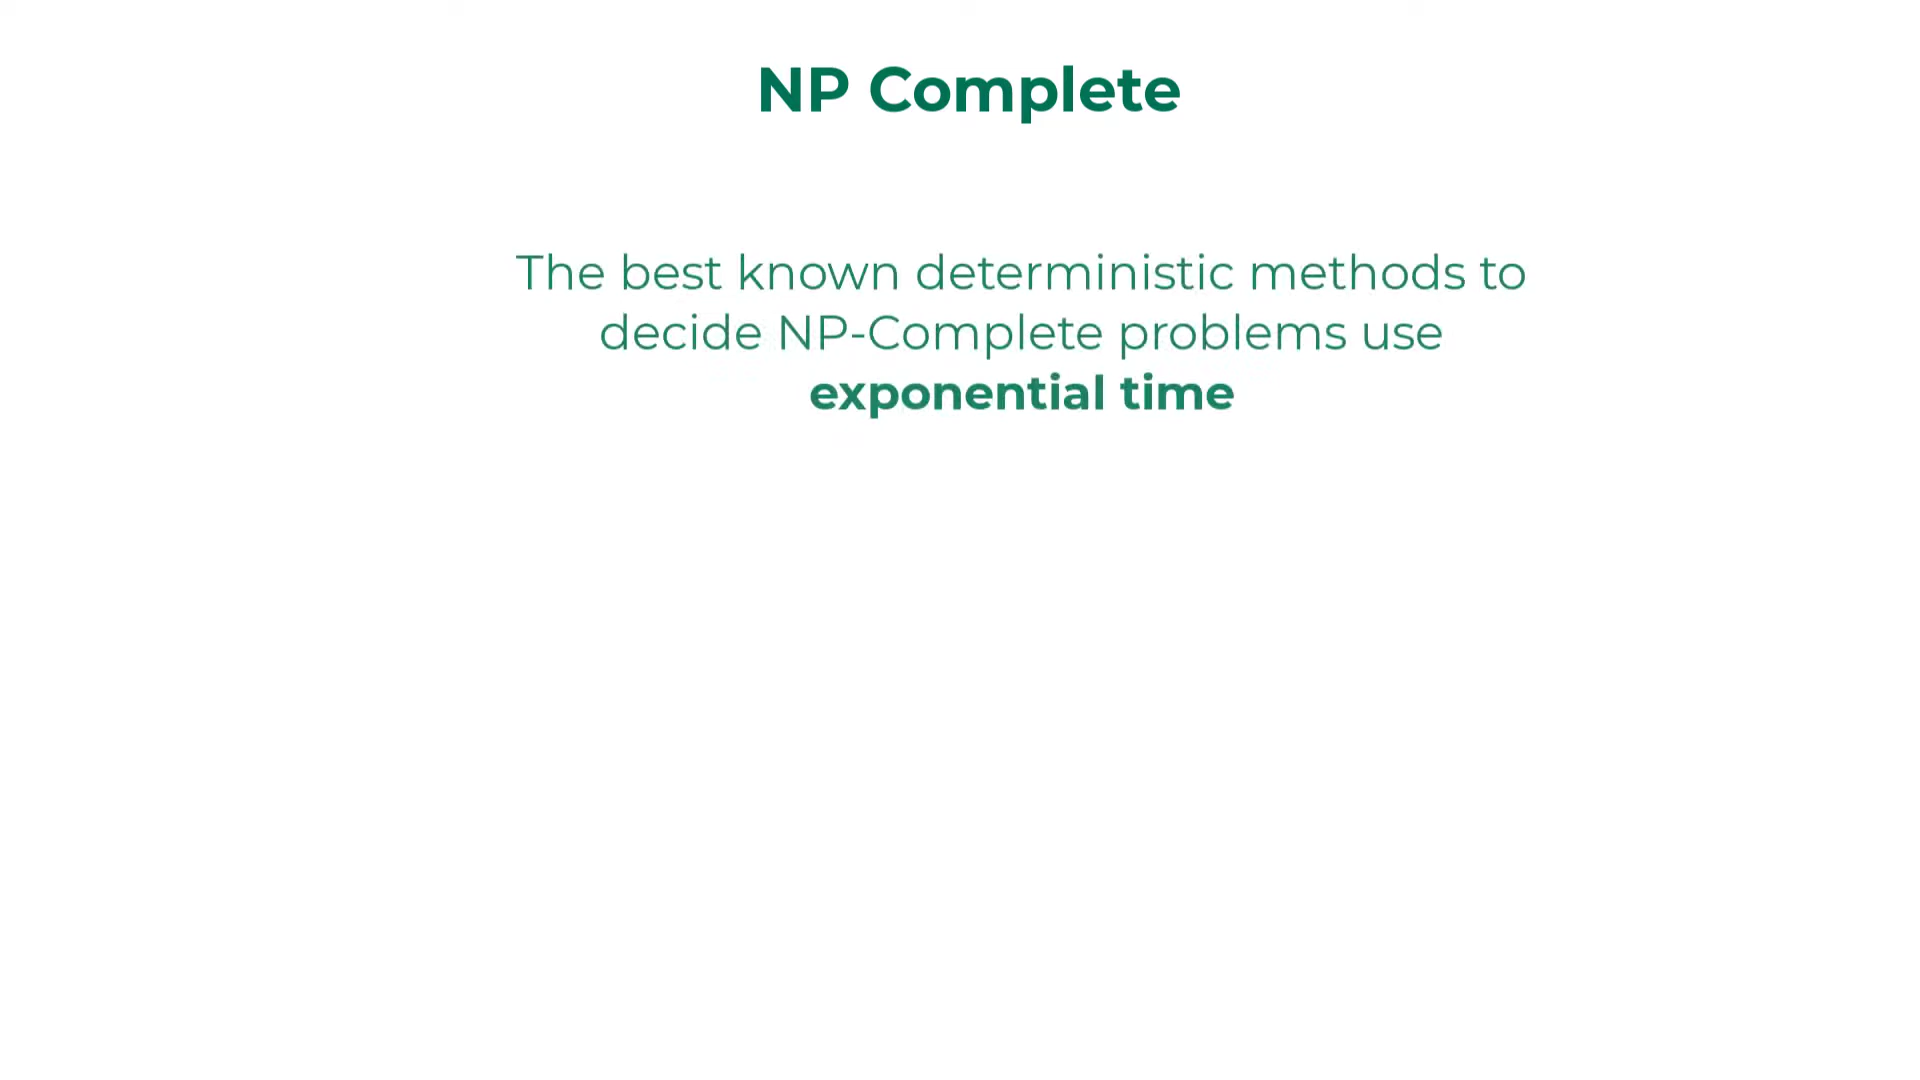 NP Complete
The best known deterministic methods to
decide NP-Complete problems use
exponential time